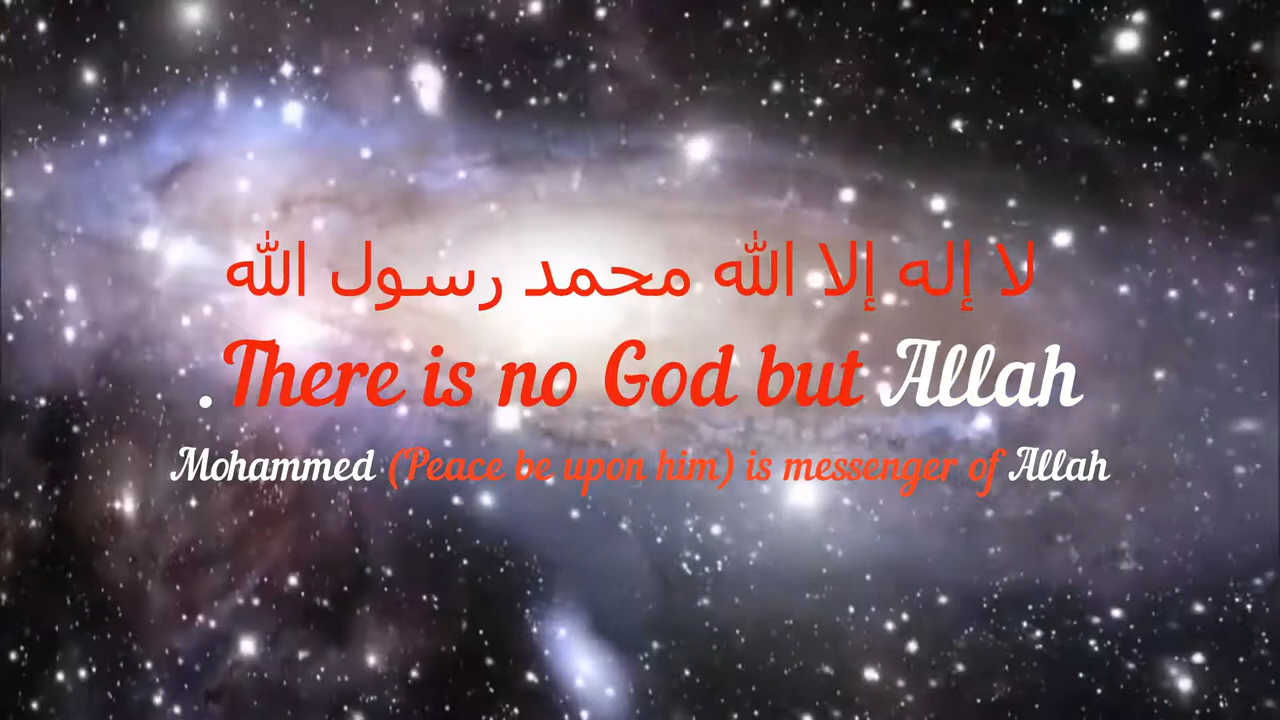 لا إله إلا الله محمد رسول الله
.There is no God but Allah
Mohammed (Peace be upon him) is messenger of Allah